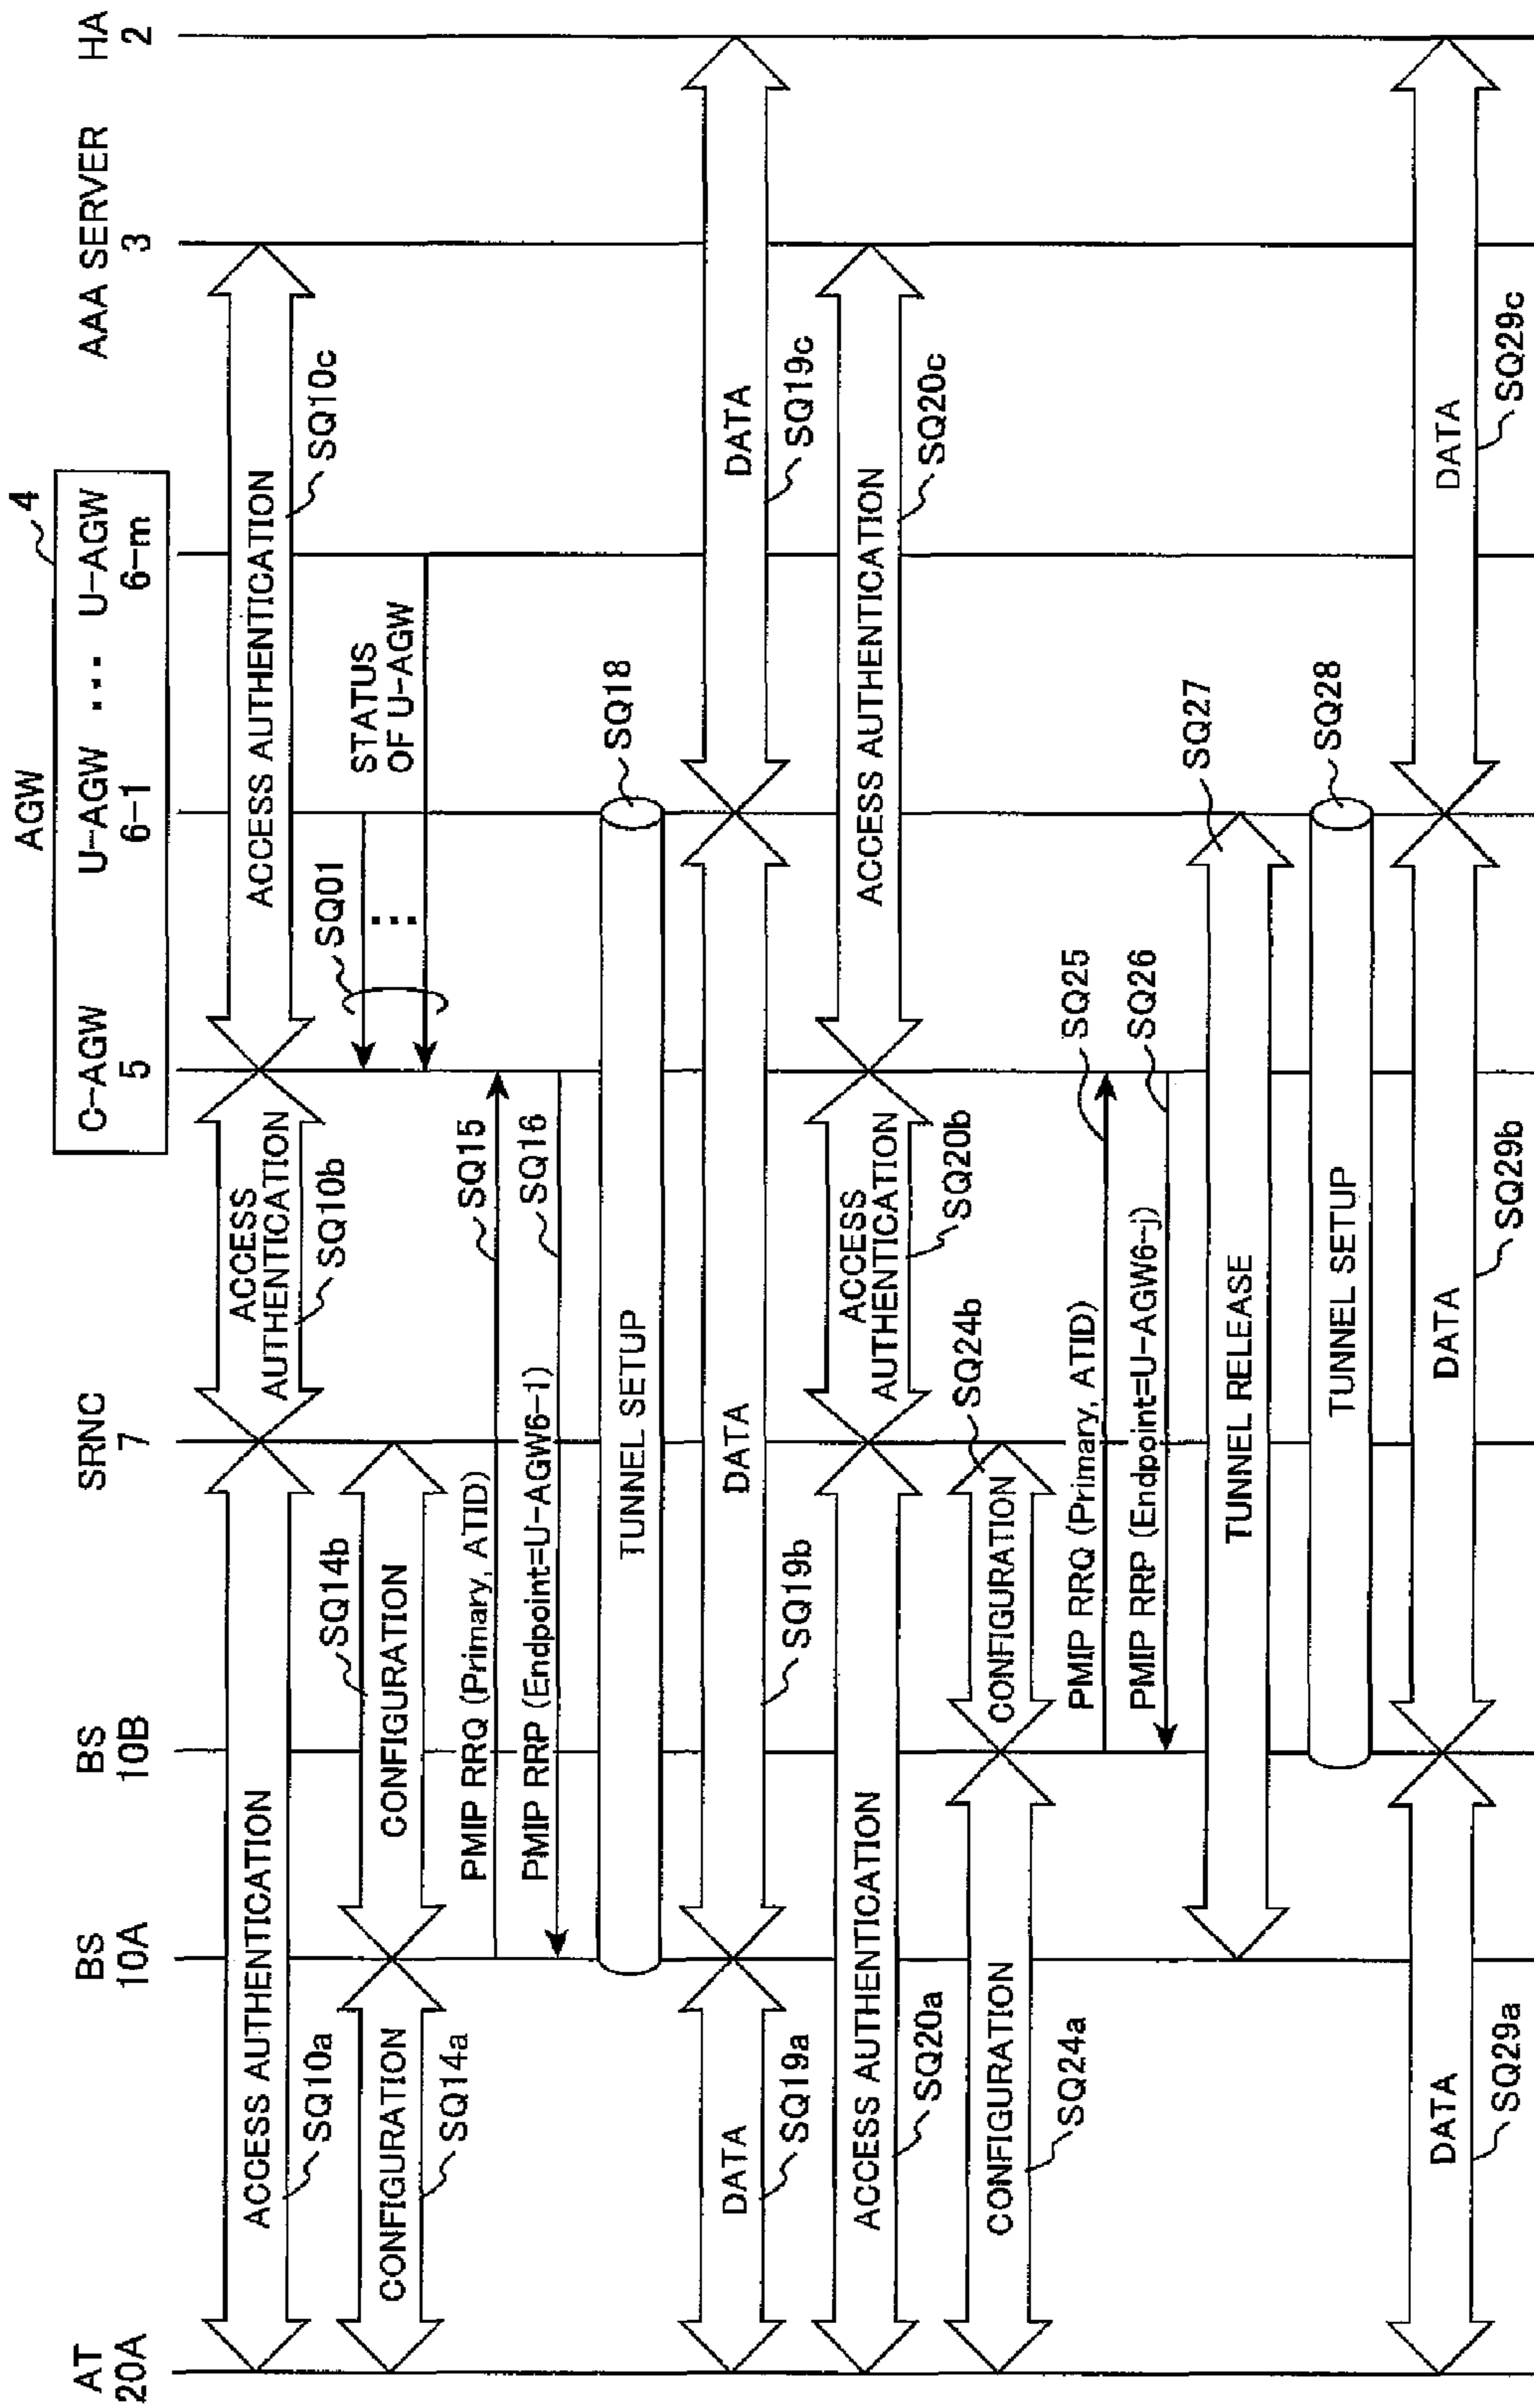 AT
20A
BS
10A
BS
10B
SRNC
7
AGW
4
C-AGW
5
U-AGW
6-1
...
U-AGW
6-m
AAA SERVER
3
HA
2
ACCESS AUTHENTICATION
SQ10a
ACCESS
AUTHENTICATION
SQ10b
ACCESS AUTHENTICATION
SQ10c
CONFIGURATION
SQ14a
CONFIGURATION
SQ14b
SQ01
STATUS
OF U-AGW
PMIP RRQ (Primary, ATID)
SQ15
PMIP RRP (Endpoint=U-AGW6-1)
SQ16
TUNNEL SETUP
SQ18
DATA
SQ19a
DATA
SQ19b
DATA
SQ19c
ACCESS AUTHENTICATION
SQ20a
ACCESS
AUTHENTICATION
SQ20b
ACCESS AUTHENTICATION
SQ20c
CONFIGURATION
SQ24a
CONFIGURATION
SQ24b
PMIP RRQ (Primary, ATID)
SQ25
PMIP RRP (Endpoint=U-AGW6-j)
SQ26
TUNNEL RELEASE
SQ27
TUNNEL SETUP
SQ28
DATA
SQ29a
DATA
SQ29b
DATA
SQ29c